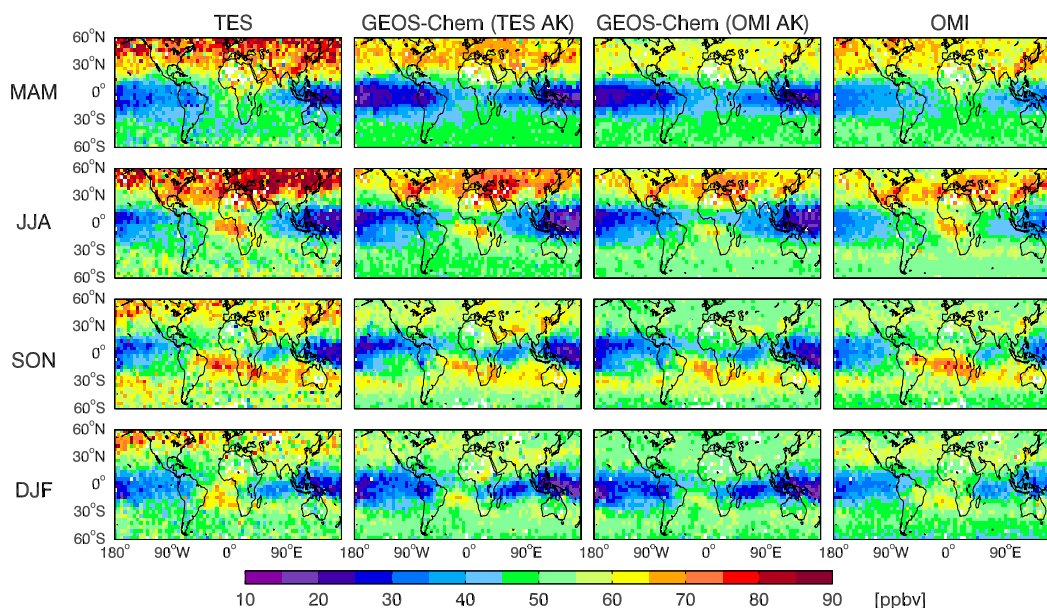 TES GEOS-Chem (TES AK) GEOS-Chem (OMI AK) OMI
60°N
30°N
MAM 0°
30°S
60°S
60°N
30°N
JJA 0°
30°S
60°S
60°N
30°N
SON 0°
30°S
60°S
60°N
30°N
DJF 0°
30°S
60°S
180° 90°W 0° 90°E 180° 90°W 0° 90°E 180° 90°W 0° 90°E 180° 90°W 0° 90°E
10 20 30 40 50 60 70 80 90 [ppbv]